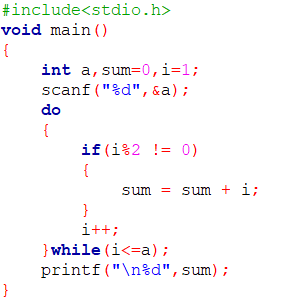 #include<stdio.h>
void main()
{
    int a,sum=0,i=1;
    scanf("%d",&a);
    do
    {
        if(i%2 != 0)
        {
            sum = sum + i;
        }
        i++;
    }while(i<=a);
    printf("\n%d",sum);
}